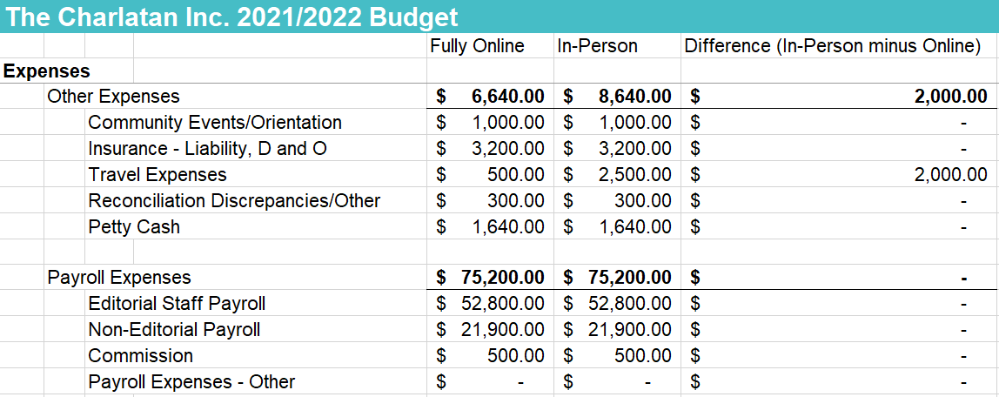 The Charlatan Inc. 2021/2022 Budget
Fully Online In-Person Difference (In-Person minus Online)
Expenses
Other Expenses $ 6,640.00 $ 8,640.00 $ 2,000.00
Community Events/Orientation $ 1,000.00 $ 1,000.00 $ -
Insurance - Liability, D and O $ 3,200.00 $ 3,200.00 $ -
Travel Expenses $ 500.00 $ 2,500.00 $ 2,000.00
Reconciliation Discrepancies/Other $ 300.00 $ 300.00 $ -
Petty Cash $ 1,640.00 $ 1,640.00 $ -
Payroll Expenses $ 75,200.00 $ 75,200.00 $ -
Editorial Staff Payroll $ 52,800.00 $ 52,800.00 $ -
Non-Editorial Payroll $ 21,900.00 $ 21,900.00 $ -
Commission $ 500.00 $ 500.00 $ -
Payroll Expenses - Other $ - $ - $ -